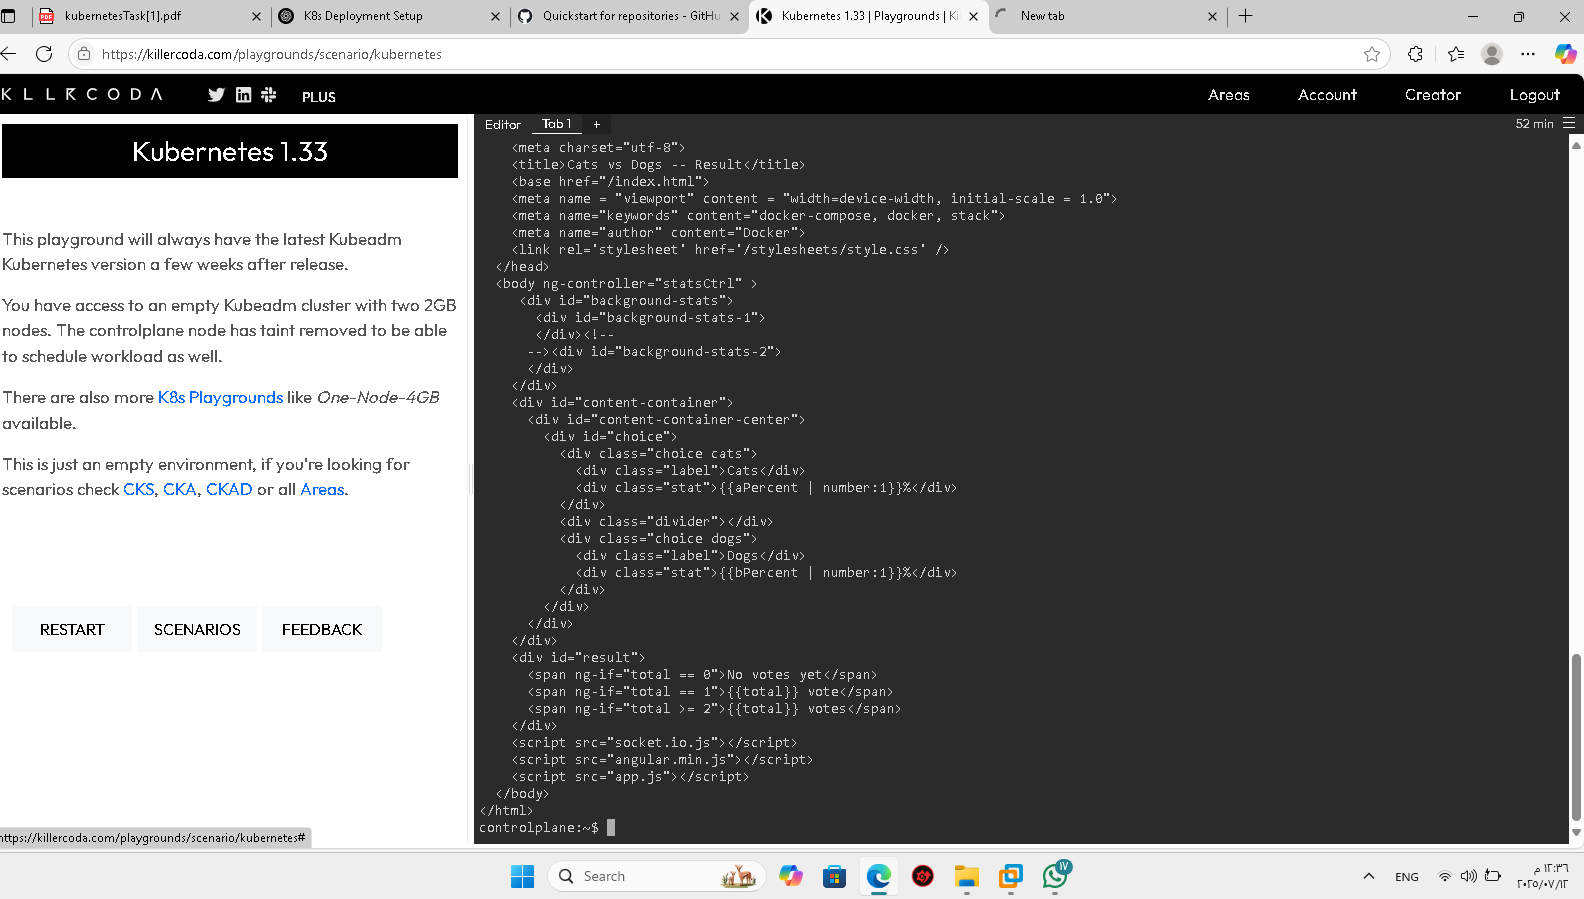 kubernetesTask[1].pdf
K8s Deployment Setup
Quickstart for repositories - GitHu
Kubernetes 1.33 | Playgrounds | Ki
New tab
https://killercoda.com/playgrounds/scenario/kubernetes
KLLRCODA PLUS Areas Account Creator Logout
Kubernetes 1.33
This playground will always have the latest Kubeadm
Kubernetes version a few weeks after release.
You have access to an empty Kubeadm cluster with two 2GB
nodes. The controlplane node has taint removed to be able
to schedule workload as well.
There are also more K8s Playgrounds like One-Node-4GB
available.
This is just an empty environment, if you're looking for
scenarios check CKS, CKA, CKAD or all Areas.
RESTART SCENARIOS FEEDBACK
https://killercoda.com/playgrounds/scenario/kubernetes#
Editor Tab 1 + 52 min
<meta charset="utf-8">
<title>Cats vs Dogs -- Result</title>
<base href="/index.html">
<meta name = "viewport" content = "width=device-width, initial-scale = 1.0">
<meta name="keywords" content="docker-compose, docker, stack">
<meta name="author" content="Docker">
<link rel='stylesheet' href='/stylesheets/style.css' />
</head>
<body ng-controller="statsCtrl" >
<div id="background-stats">
<div id="background-stats-1">
</div><!--
--><div id="background-stats-2">
</div>
</div>
<div id="content-container">
<div id="content-container-center">
<div id="choice">
<div class="choice cats">
<div class="label">Cats</div>
<div class="stat">{{aPercent | number:1}}%</div>
</div>
<div class="divider"></div>
<div class="choice dogs">
<div class="label">Dogs</div>
<div class="stat">{{bPercent | number:1}}%</div>
</div>
</div>
</div>
</div>
<div id="result">
<span ng-if="total == 0">No votes yet</span>
<span ng-if="total == 1">{{total}} vote</span>
<span ng-if="total >= 2">{{total}} votes</span>
</div>
<script src="socket.io.js"></script>
<script src="angular.min.js"></script>
<script src="app.js"></script>
</body>
</html>
controlplane:~$
Search
١٧
ENG
١٢:٣٦ م
٢٠٢٥/٠٧/١٢